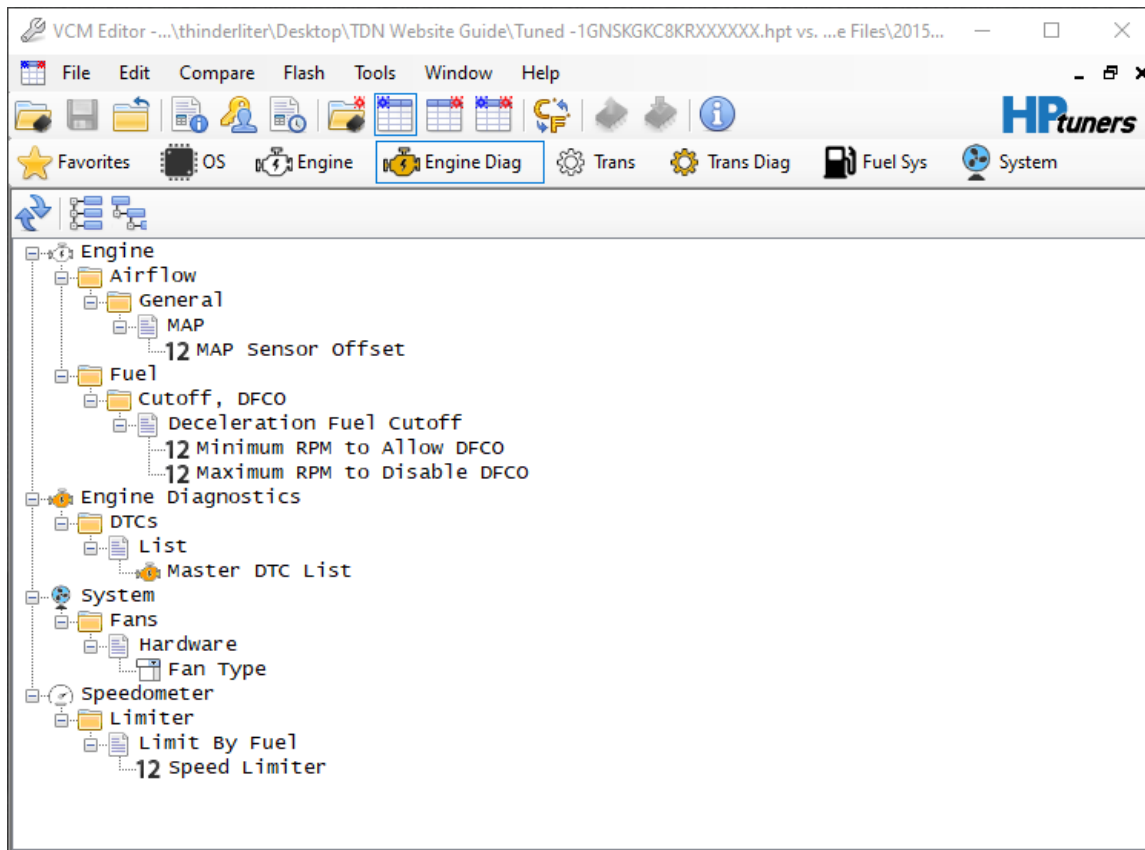 VCM Editor -...\thinderliter\Desktop\TDN Website Guide\Tuned -1GNSKGKC8KRXXXXXX.hpt vs. ...e Files\2015...
File Edit Compare Flash Tools Window Help
HPtuners
Favorites OS Engine Engine Diag Trans Trans Diag Fuel Sys System
Engine
Airflow
General
MAP
12 MAP Sensor Offset
Fuel
Cutoff, DFCO
Deceleration Fuel Cutoff
12 Minimum RPM to Allow DFCO
12 Maximum RPM to Disable DFCO
Engine Diagnostics
DTCs
List
Master DTC List
System
Fans
Hardware
Fan Type
Speedometer
Limiter
Limit By Fuel
12 Speed Limiter